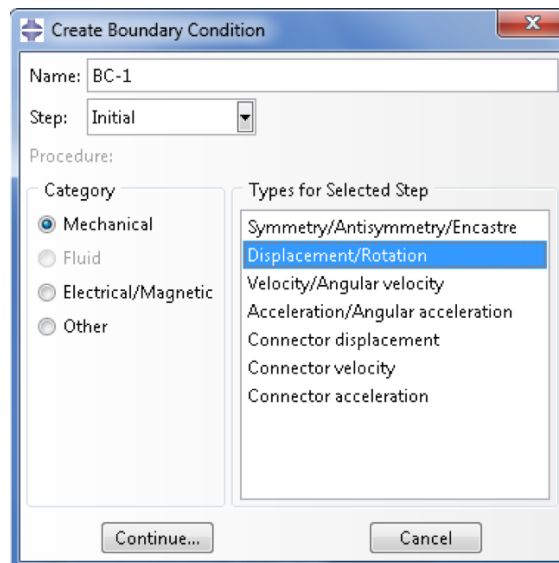 Create Boundary Condition
Name: BC-1
Step: Initial
Procedure:
Category
Mechanical
Fluid
Electrical/Magnetic
Other
Types for Selected Step
Symmetry/Antisymmetry/Encastre
Displacement/Rotation
Velocity/Angular velocity
Acceleration/Angular acceleration
Connector displacement
Connector velocity
Connector acceleration
Continue... Cancel